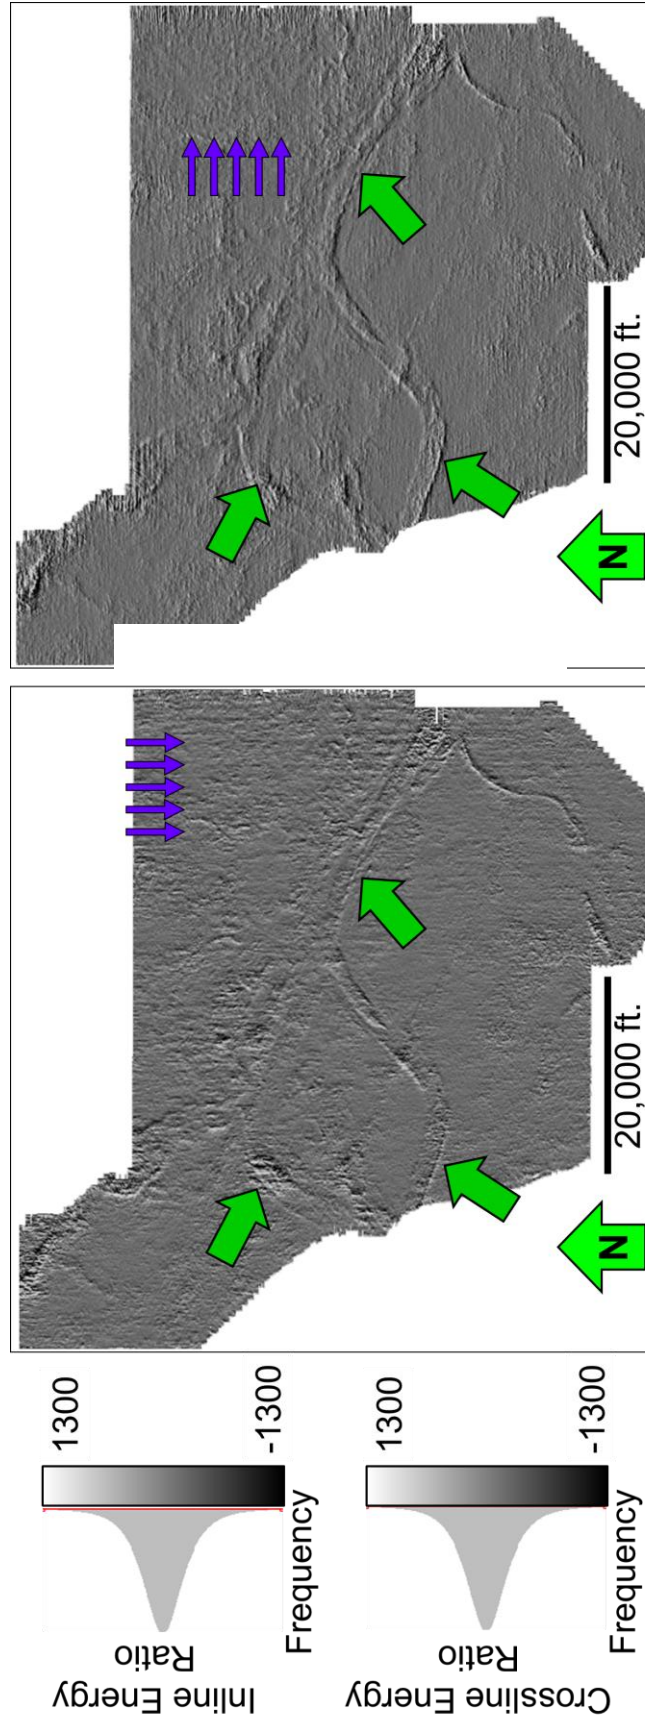 Inline Energy
Ratio
1300
-1300
Frequency
Crossline Energy
Ratio
1300
-1300
Frequency
N
20,000 ft.
N
20,000 ft.